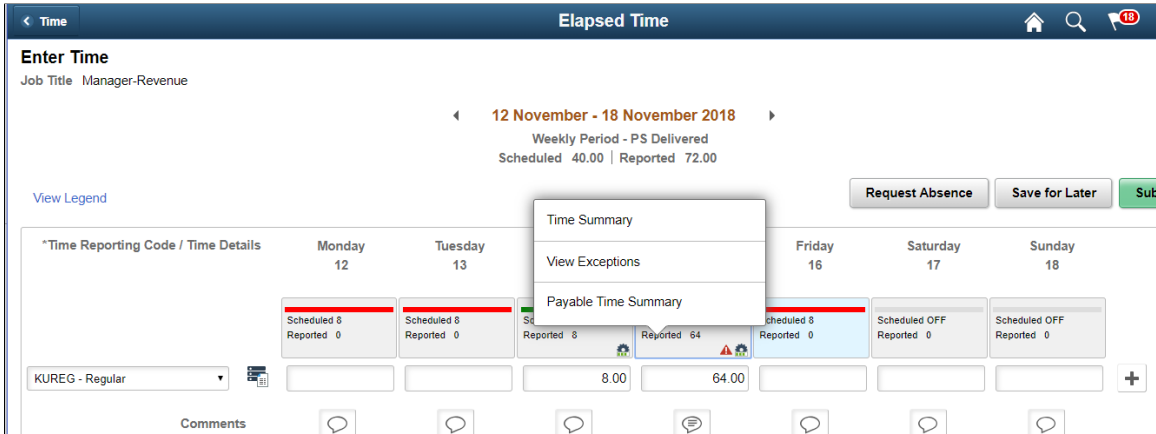 Time
Elapsed Time
18
Enter Time
Job Title Manager-Revenue
12 November - 18 November 2018
Weekly Period - PS Delivered
Scheduled 40.00 | Reported 72.00
View Legend
Request Absence
Save for Later
Sub
Time Summary
View Exceptions
Payable Time Summary
*Time Reporting Code / Time Details
Monday
12
Tuesday
13
Friday
16
Saturday
17
Sunday
18
Scheduled 8
Reported 0
Scheduled 8
Reported 0
Sc
Reported 8
Reported 64
cheduled 8
Reported 0
Scheduled OFF
Reported 0
Scheduled OFF
Reported 0
KUREG - Regular
8.00
64.00
Comments